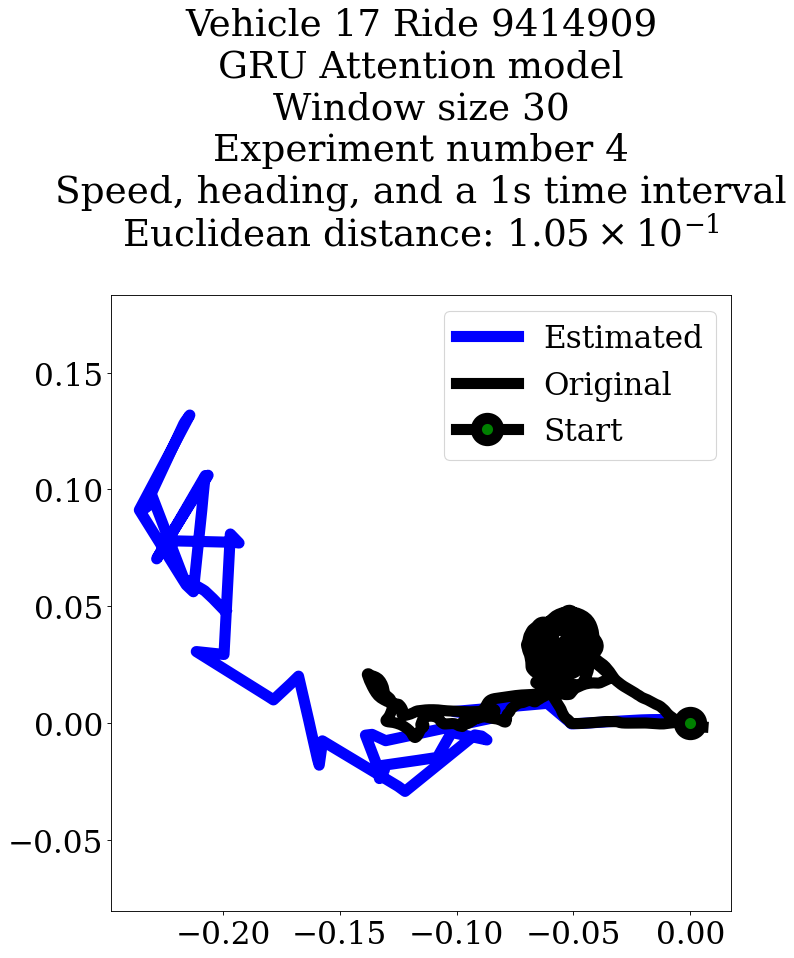 Vehicle 17 Ride 9414909
GRU Attention model
Window size 30
Experiment number 4
Speed, heading, and a 1s time interval
Euclidean distance: 1.05 × 10⁻¹
Estimated
Original
Start
0.15
0.10
0.05
0.00
−0.05
−0.20 −0.15 −0.10 −0.05 0.00